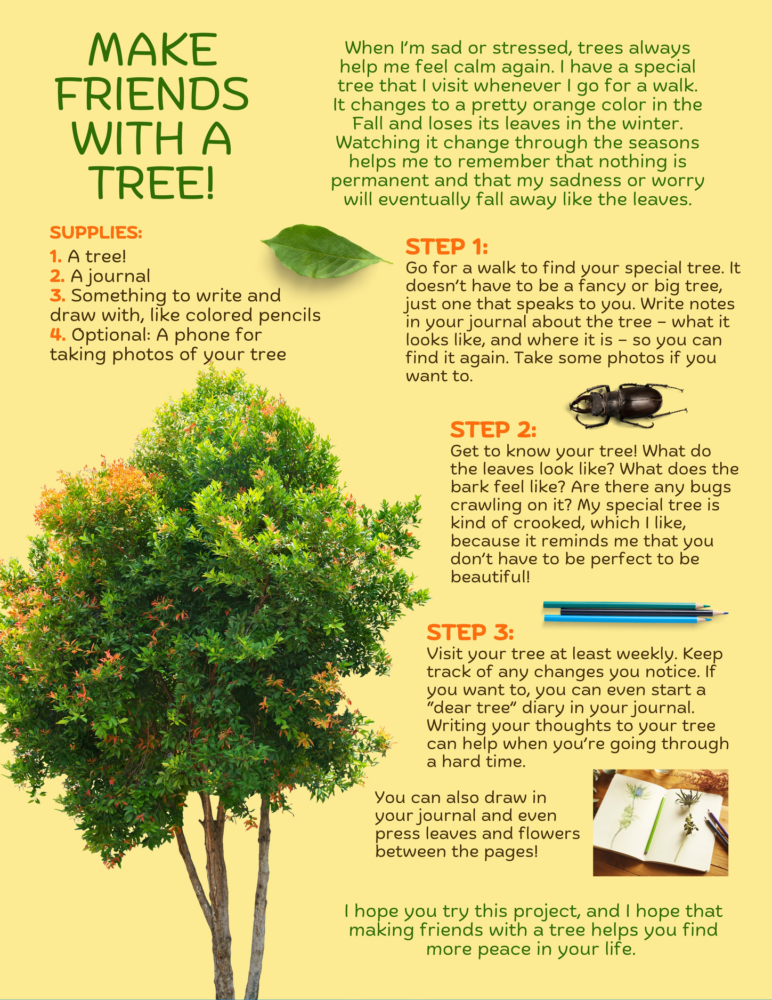 MAKE
FRIENDS
WITH A
TREE!
When I'm sad or stressed, trees always
help me feel calm again. I have a special
tree that I visit whenever I go for a walk.
It changes to a pretty orange color in the
Fall and loses its leaves in the winter.
Watching it change through the seasons
helps me to remember that nothing is
permanent and that my sadness or worry
will eventually fall away like the leaves.
SUPPLIES:
1. A tree!
2. A journal
3. Something to write and
draw with, like colored pencils
4. Optional: A phone for
taking photos of your tree
STEP 1:
Go for a walk to find your special tree. It
doesn't have to be a fancy or big tree,
just one that speaks to you. Write notes
in your journal about the tree – what it
looks like, and where it is – so you can
find it again. Take some photos if you
want to.
STEP 2:
Get to know your tree! What do
the leaves look like? What does the
bark feel like? Are there any bugs
crawling on it? My special tree is
kind of crooked, which I like,
because it reminds me that you
don't have to be perfect to be
beautiful!
STEP 3:
Visit your tree at least weekly. Keep
track of any changes you notice. If
you want to, you can even start a
"dear tree" diary in your journal.
Writing your thoughts to your tree
can help when you're going through
a hard time.
You can also draw in
your journal and even
press leaves and flowers
between the pages!
I hope you try this project, and I hope that
making friends with a tree helps you find
more peace in your life.